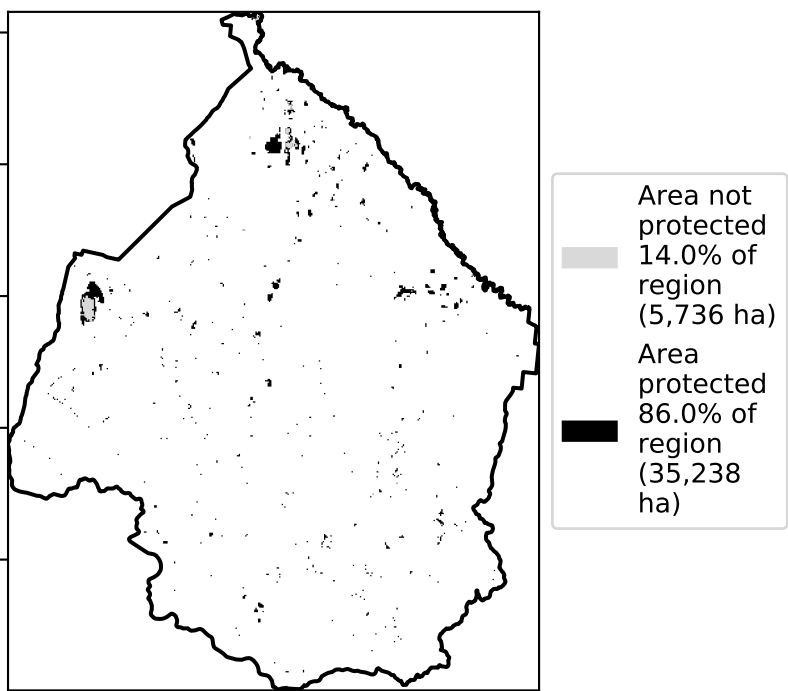 Area not
protected
14.0% of
region
(5,736 ha)
Area
protected
86.0% of
region
(35,238
ha)